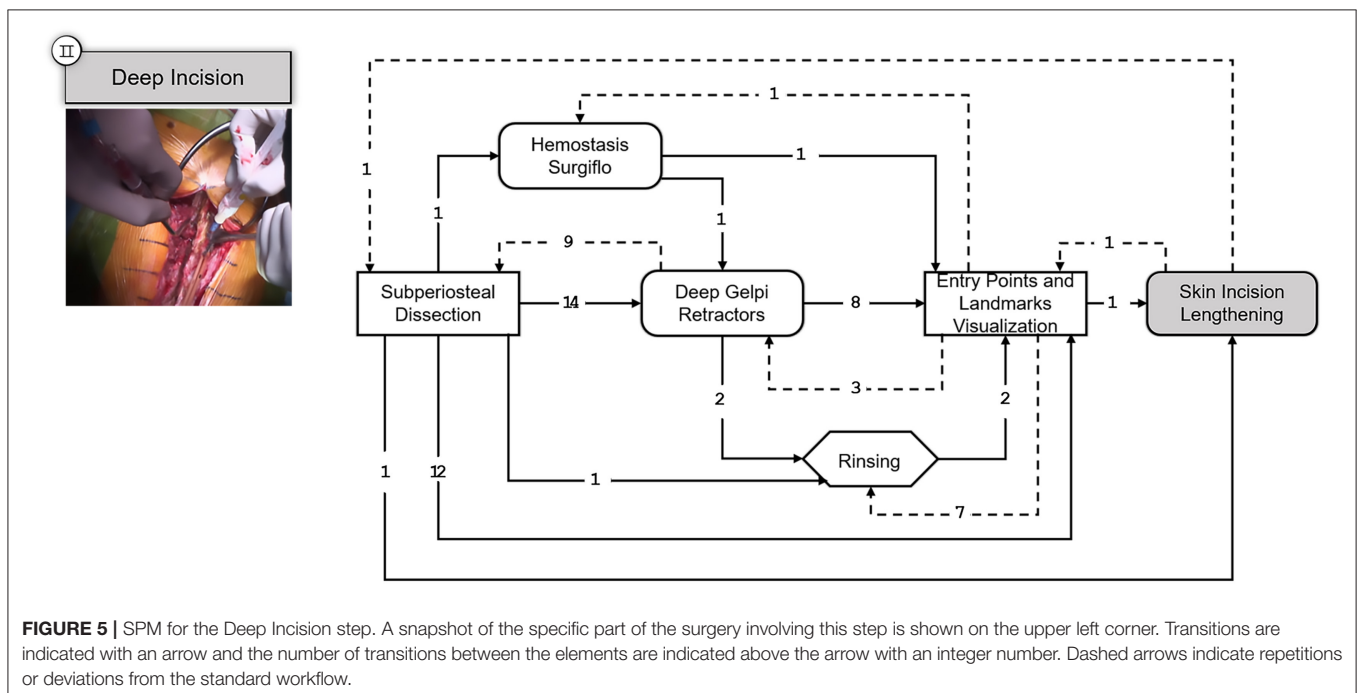 II
Deep Incision
1
1
Hemostasis
Surgiflo
1
1
1
9
1
Subperiosteal
Dissection
14
Deep Gelpi
Retractors
8
Entry Points and
Landmarks
Visualization
1
Skin Incision
Lengthening
2
3
2
1
12
1
Rinsing
7
FIGURE 5 | SPM for the Deep Incision step. A snapshot of the specific part of the surgery involving this step is shown on the upper left corner. Transitions are
indicated with an arrow and the number of transitions between the elements are indicated above the arrow with an integer number. Dashed arrows indicate repetitions
or deviations from the standard workflow.